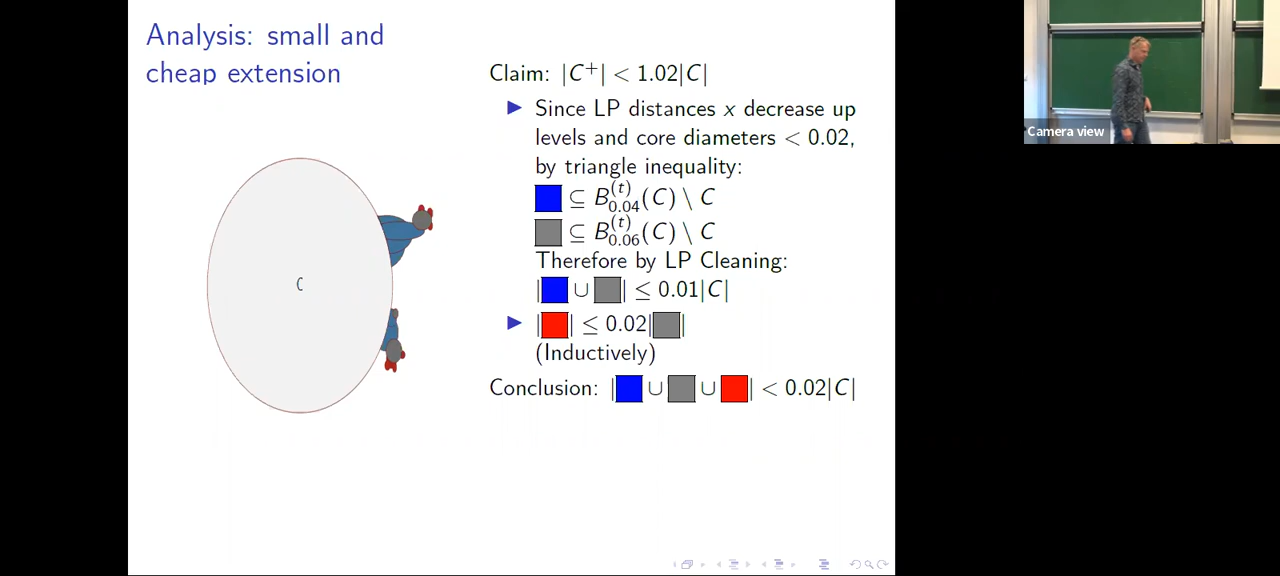 Analysis: small and
cheap extension
Claim: |C⁺| < 1.02|C|
▶ Since LP distances x decrease up
levels and core diameters < 0.02,
by triangle inequality:
⊆ B₀.₀₄⁽ᵗ⁾(C) \ C
⊆ B₀.₀₆⁽ᵗ⁾(C) \ C
Therefore by LP Cleaning:
| ∪ | ≤ 0.01|C|
▶ | | ≤ 0.02| |
(Inductively)
Conclusion: | ∪ ∪ | < 0.02|C|
C
Camera view